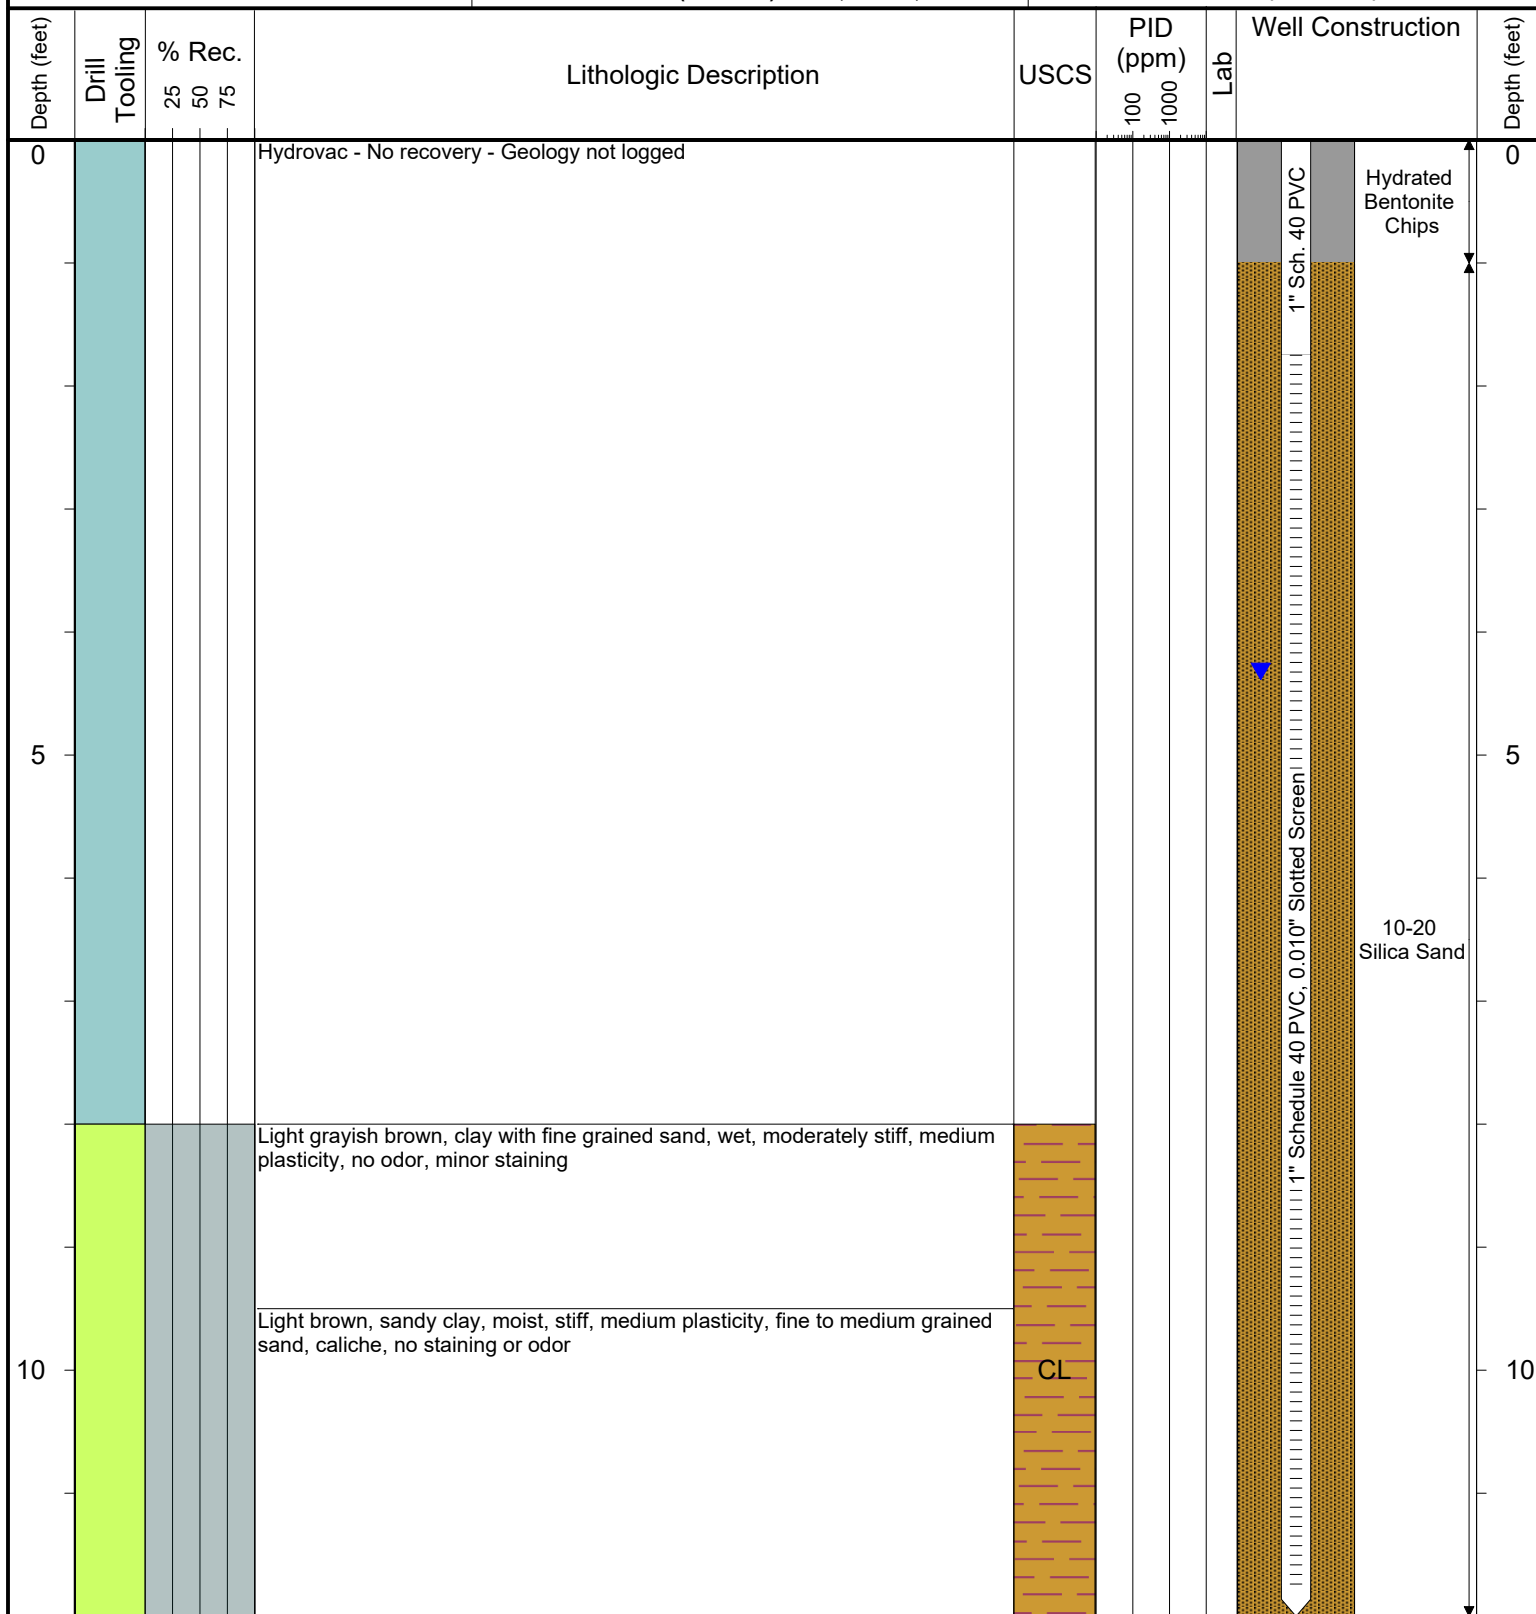 Depth (feet)
Drill
Tooling
% Rec.
25
50
75
Lithologic Description
USCS
PID
(ppm)
100
1000
Lab
Well Construction
Depth (feet)
0
Hydrovac - No recovery - Geology not logged
1" Sch. 40 PVC
Hydrated
Bentonite
Chips
0
5
5
1" Schedule 40 PVC, 0.010" Slotted Screen
10-20
Silica Sand
Light grayish brown, clay with fine grained sand, wet, moderately stiff, medium
plasticity, no odor, minor staining
Light brown, sandy clay, moist, stiff, medium plasticity, fine to medium grained
sand, caliche, no staining or odor
10
CL
10